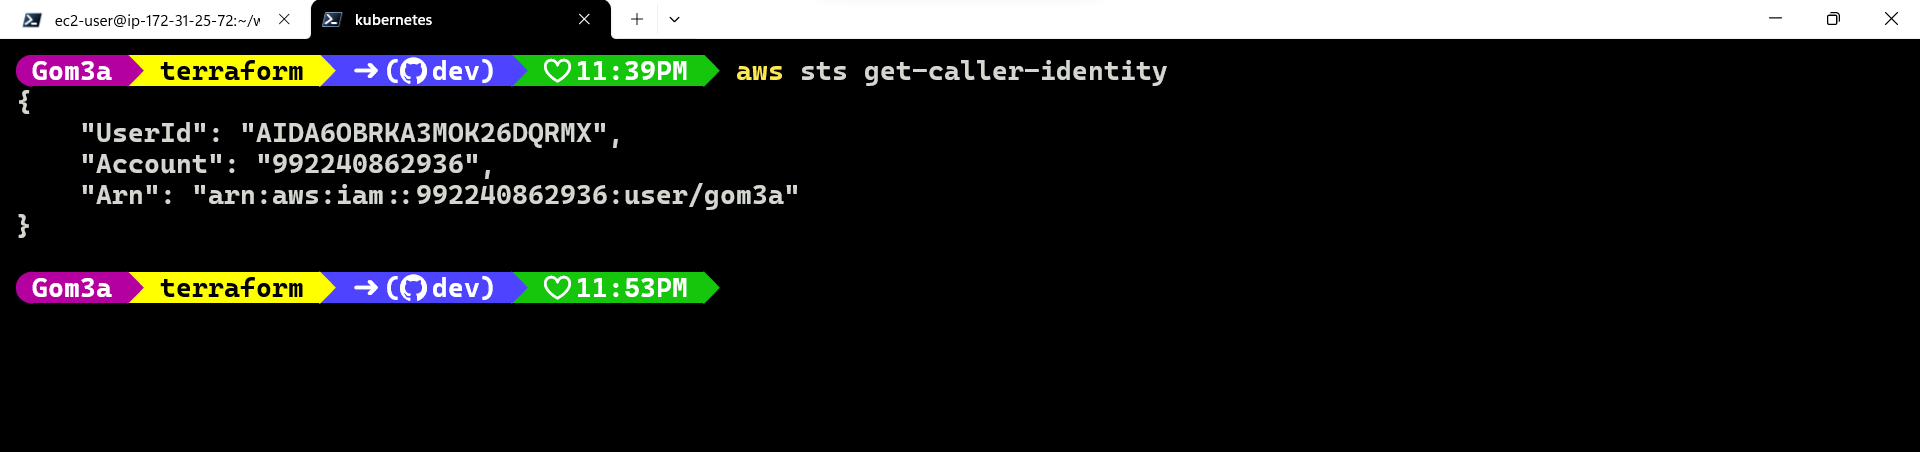 ec2-user@ip-172-31-25-72:~/w
kubernetes
Gom3a terraform → (dev) ♡11:39PM aws sts get-caller-identity
{
    "UserId": "AIDA6OBRKA3MOK26DQRMX",
    "Account": "992240862936",
    "Arn": "arn:aws:iam::992240862936:user/gom3a"
}
Gom3a terraform → (dev) ♡11:53PM